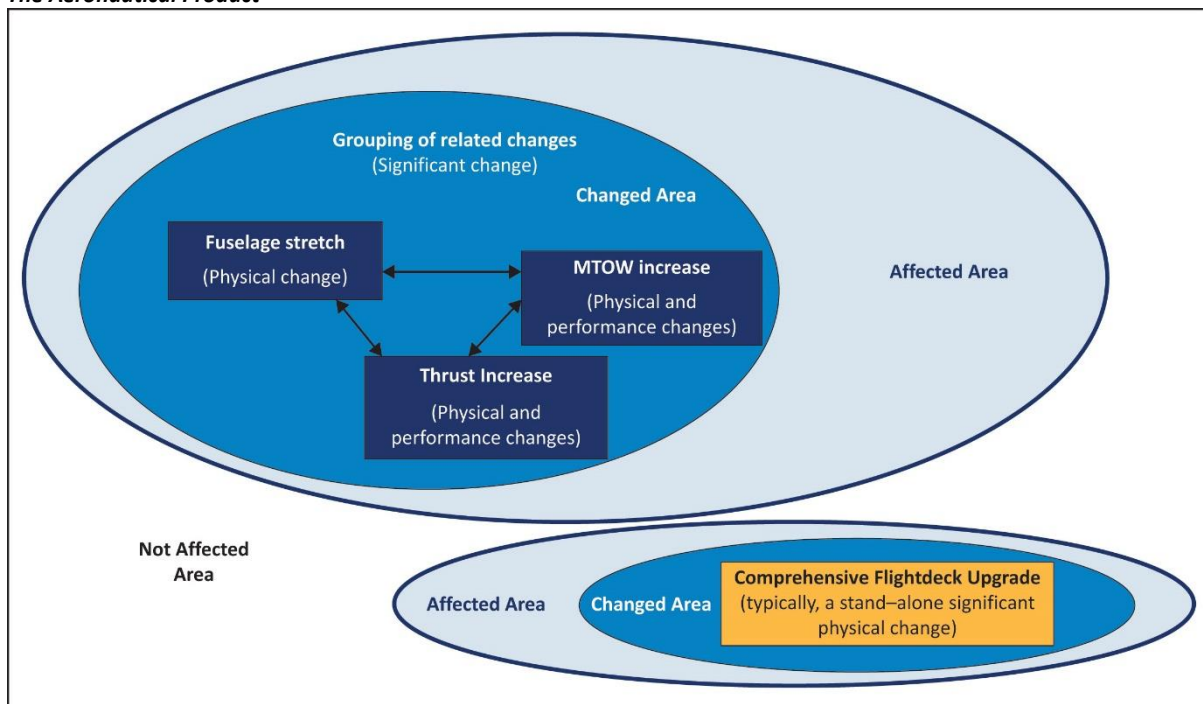 The Aeronautical Product
Grouping of related changes
(Significant change)
Changed Area
Fuselage stretch
(Physical change)
MTOW increase
(Physical and
performance changes)
Affected Area
Thrust Increase
(Physical and
performance changes)
Not Affected
Area
Affected Area
Changed Area
Comprehensive Flightdeck Upgrade
(typically, a stand–alone significant
physical change)